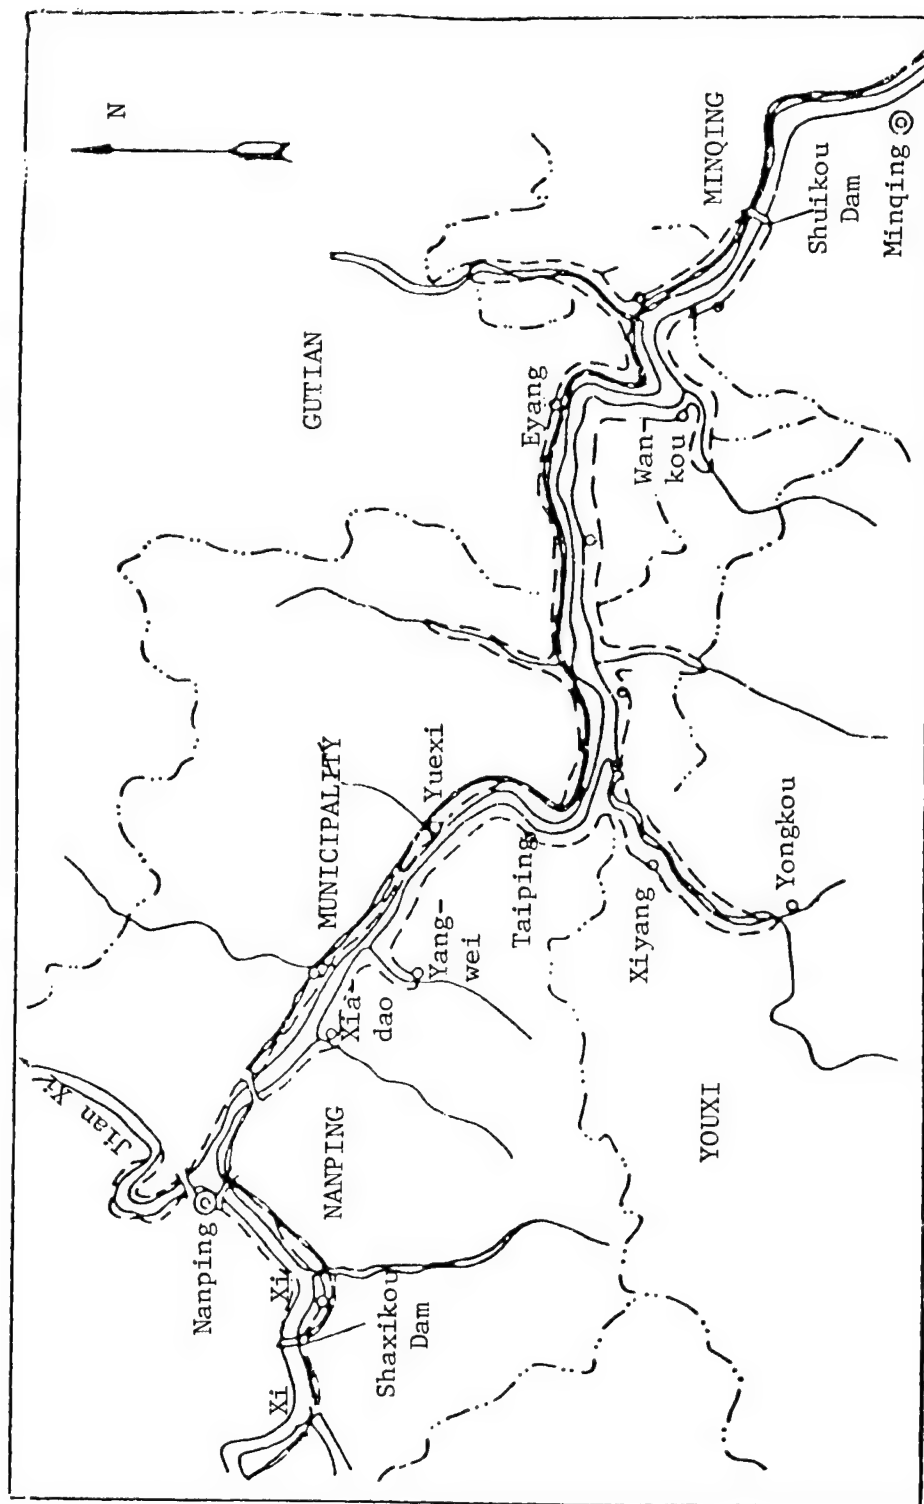 N
Jian Xi
GUTIAN
MINQING
MUNICIPALITY
Yuexi
Nanping
Xi
Xi
NANPING
Shaxikou
Dam
Xia-
dao
Yang-
wei
Taiping
Eyang
Wan-
kou
Shuikou
Dam
Minqing
Xiyang
Yongkou
YOUXI